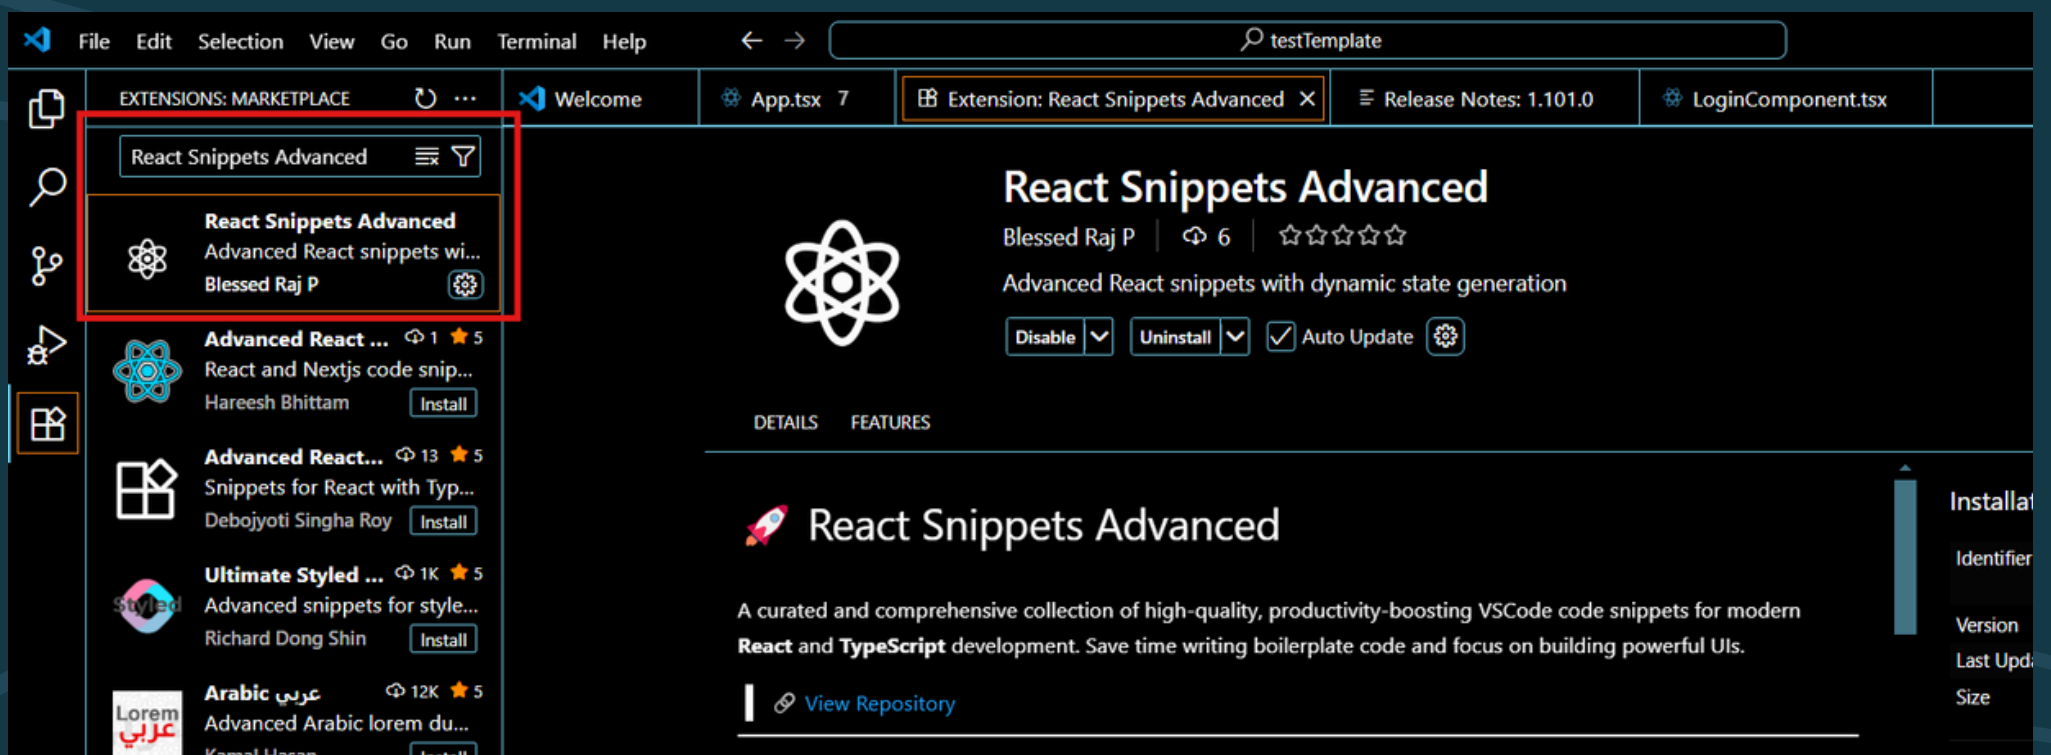 File Edit Selection View Go Run Terminal Help
testTemplate
EXTENSIONS: MARKETPLACE
Welcome
App.tsx 7
Extension: React Snippets Advanced
Release Notes: 1.101.0
LoginComponent.tsx
React Snippets Advanced
React Snippets Advanced
Advanced React snippets wi...
Blessed Raj P
Advanced React ... 1 5
React and Nextjs code snip...
Hareesh Bhittam Install
Advanced React... 13 5
Snippets for React with Typ...
Debojyoti Singha Roy Install
Styled
Ultimate Styled ... 1K 5
Advanced snippets for style...
Richard Dong Shin Install
Lorem
عربي
Arabic عربي 12K 5
Advanced Arabic lorem du...
Kamal Hasan Install
React Snippets Advanced
Blessed Raj P 6
Advanced React snippets with dynamic state generation
Disable Uninstall Auto Update
DETAILS FEATURES
🚀 React Snippets Advanced
A curated and comprehensive collection of high-quality, productivity-boosting VSCode code snippets for modern
React and TypeScript development. Save time writing boilerplate code and focus on building powerful UIs.
🔗 View Repository
Installat
Identifier
Version
Last Upd
Size